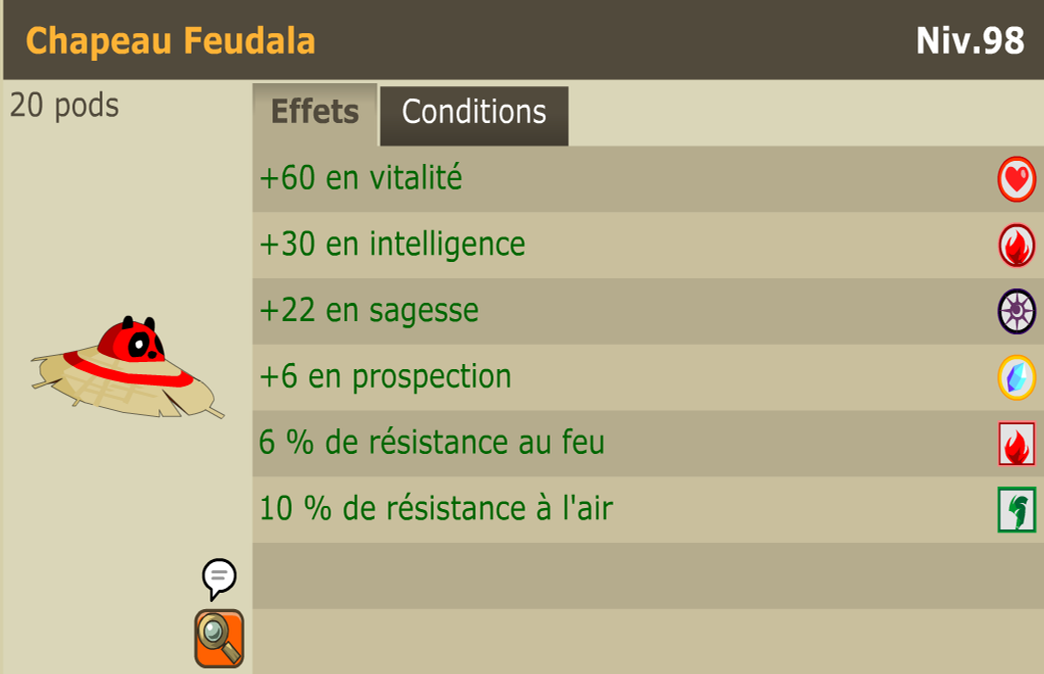 Chapeau Feudala
Niv.98
20 pods
Effets
Conditions
+60 en vitalité
+30 en intelligence
+22 en sagesse
+6 en prospection
6 % de résistance au feu
10 % de résistance à l'air